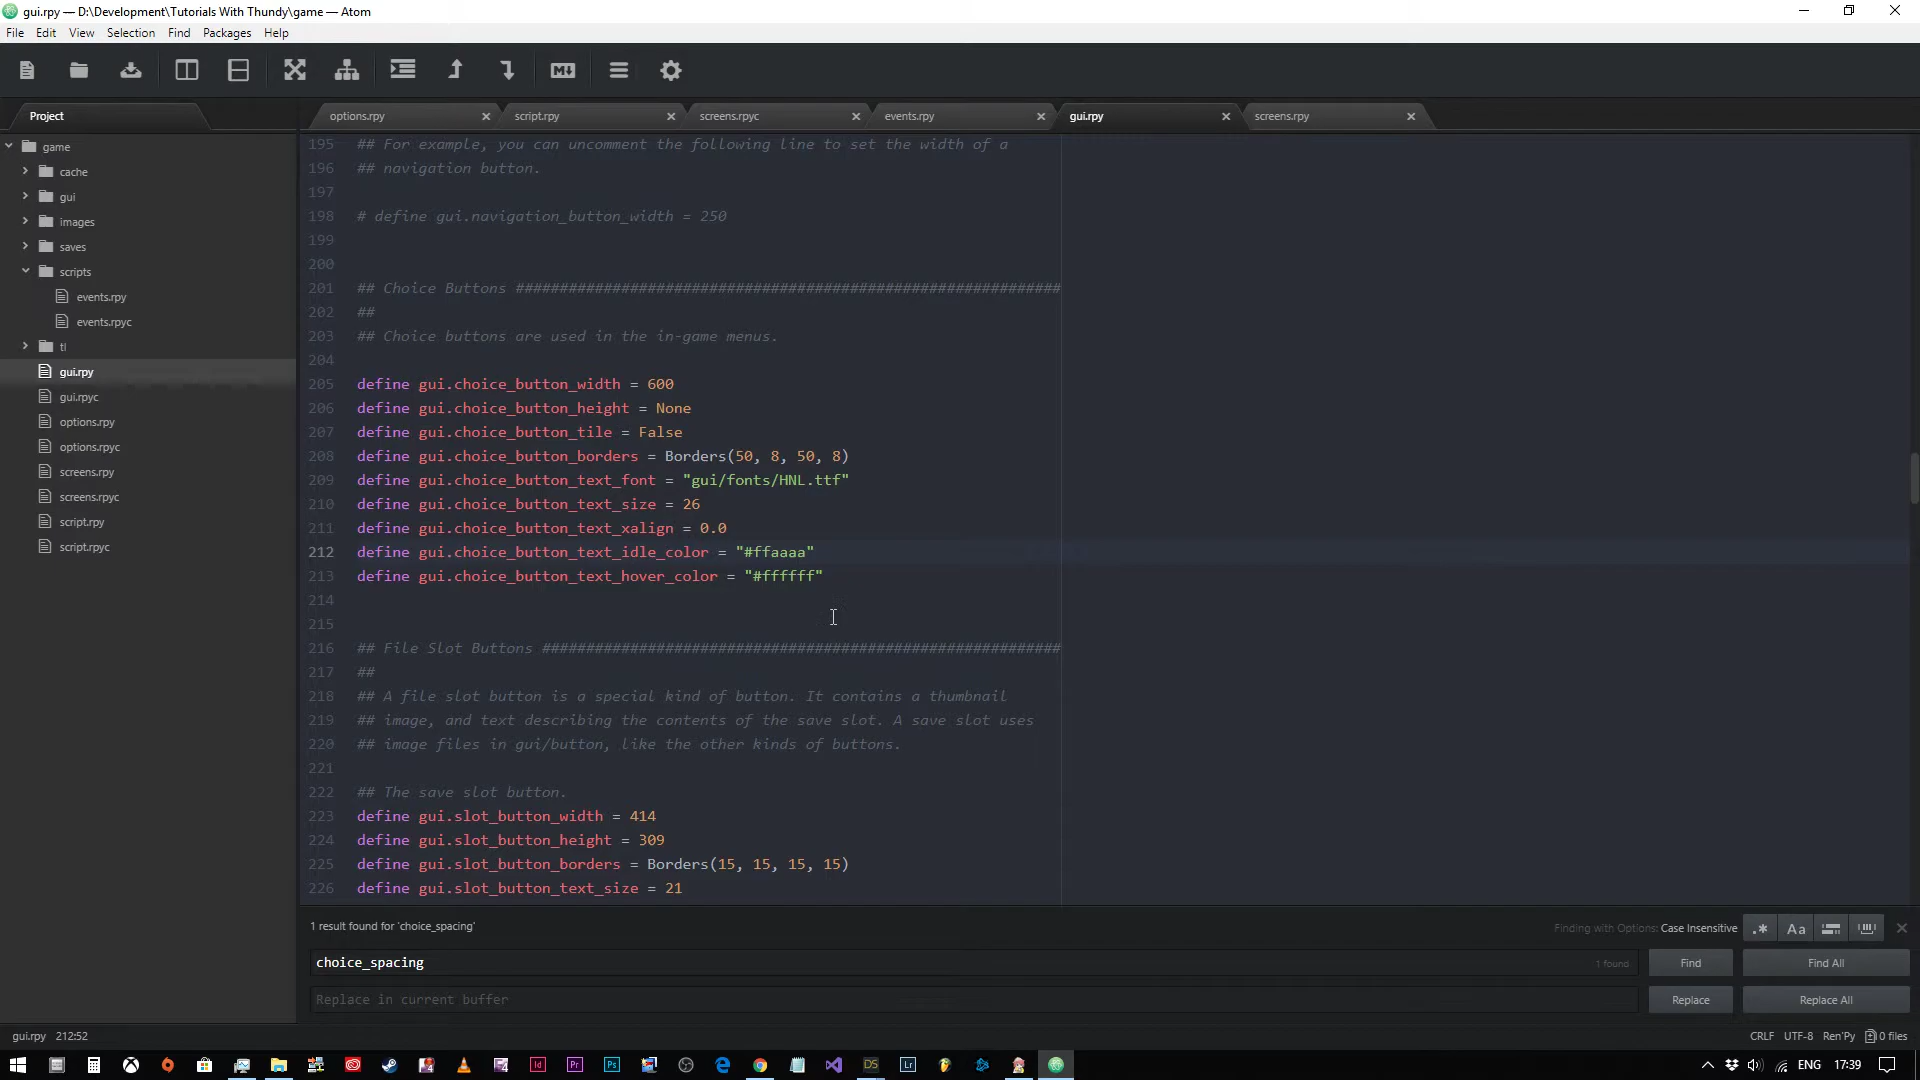 gui.rpy — D:\Development\Tutorials With Thundy\game — Atom
File Edit View Selection Find Packages Help
Project
options.rpy script.rpy screens.rpyc events.rpy gui.rpy screens.rpy
game
cache
gui
images
saves
scripts
events.rpy
events.rpyc
tl
gui.rpy
gui.rpyc
options.rpy
options.rpyc
screens.rpy
screens.rpyc
script.rpy
script.rpyc
195 ## For example, you can uncomment the following line to set the width of a
196 ## navigation button.
197
198 # define gui.navigation_button_width = 250
199
200
201 ## Choice Buttons ##############################################################
202 ##
203 ## Choice buttons are used in the in-game menus.
204
205 define gui.choice_button_width = 600
206 define gui.choice_button_height = None
207 define gui.choice_button_tile = False
208 define gui.choice_button_borders = Borders(50, 8, 50, 8)
209 define gui.choice_button_text_font = "gui/fonts/HNL.ttf"
210 define gui.choice_button_text_size = 26
211 define gui.choice_button_text_xalign = 0.0
212 define gui.choice_button_text_idle_color = "#ffaaaa"
213 define gui.choice_button_text_hover_color = "#ffffff"
214
215
216 ## File Slot Buttons ###########################################################
217 ##
218 ## A file slot button is a special kind of button. It contains a thumbnail
219 ## image, and text describing the contents of the save slot. A save slot uses
220 ## image files in gui/button, like the other kinds of buttons.
221
222 ## The save slot button.
223 define gui.slot_button_width = 414
224 define gui.slot_button_height = 309
225 define gui.slot_button_borders = Borders(15, 15, 15, 15)
226 define gui.slot_button_text_size = 21
1 result found for 'choice_spacing'
Finding with Options: Case Insensitive
.* Aa
choice_spacing
1 found
Find
Find All
Replace in current buffer
Replace
Replace All
gui.rpy 212:52
CRLF UTF-8 Ren'Py 0 files
Id Pr Ps DS Lr
ENG 17:39